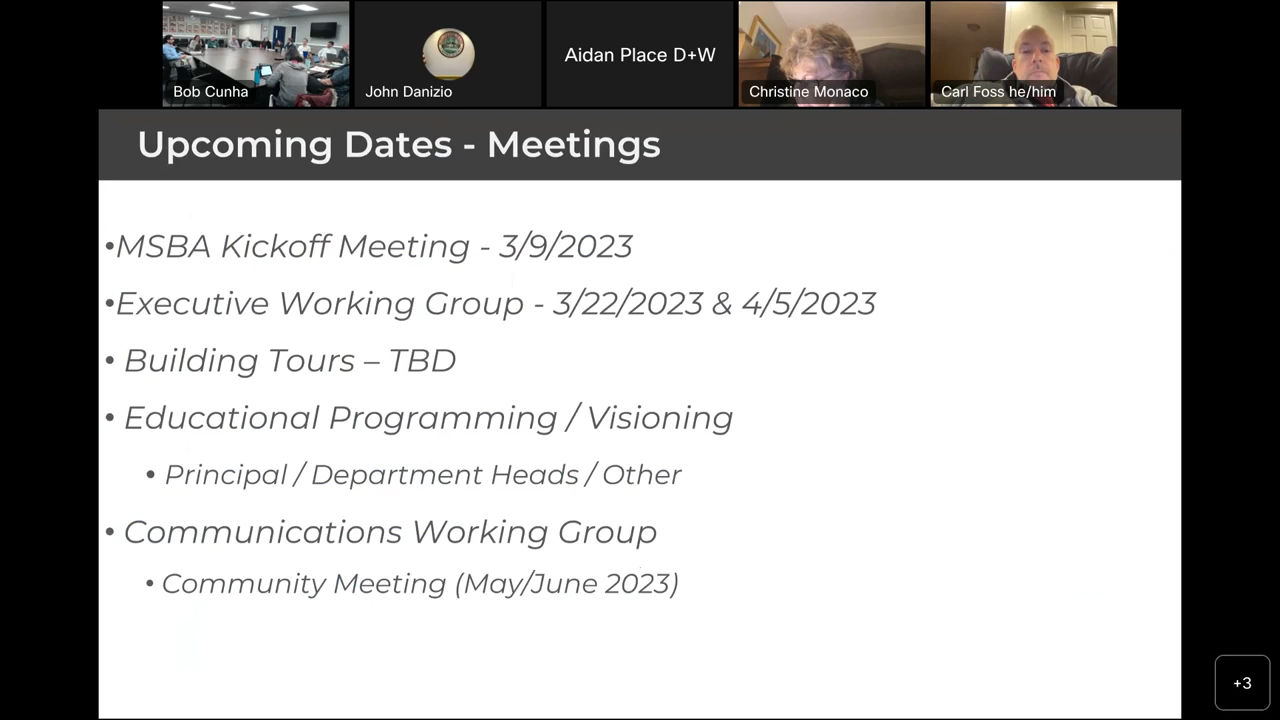 Bob Cunha
John Danizio
Aidan Place D+W
Christine Monaco
Carl Foss he/him
Upcoming Dates - Meetings
•MSBA Kickoff Meeting - 3/9/2023
•Executive Working Group - 3/22/2023 & 4/5/2023
• Building Tours – TBD
• Educational Programming / Visioning
• Principal / Department Heads / Other
• Communications Working Group
• Community Meeting (May/June 2023)
+3